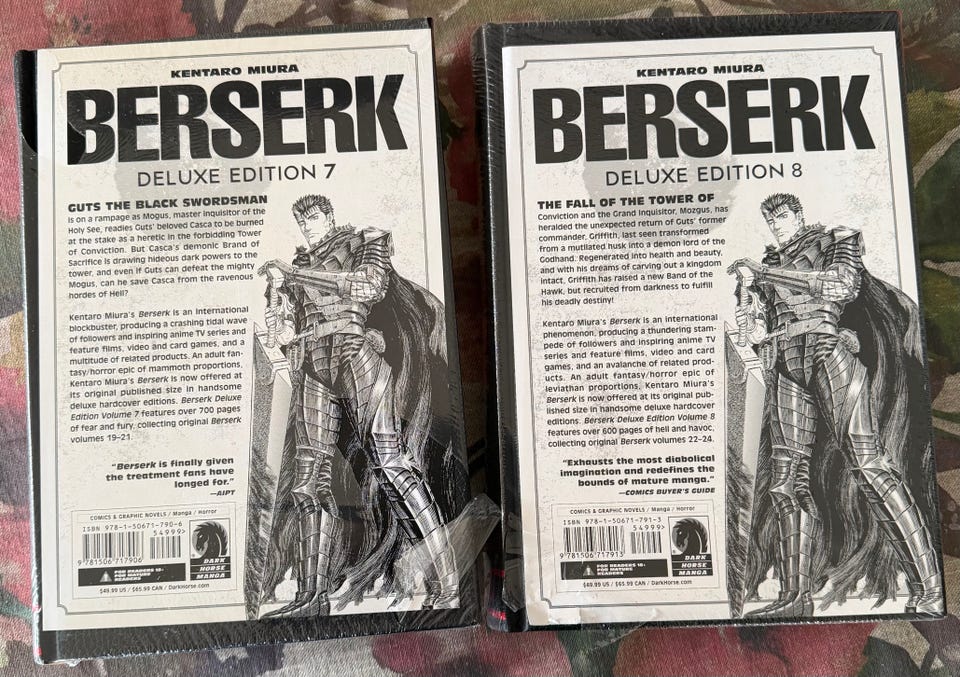 KENTARO MIURA
BERSERK
DELUXE EDITION 7
GUTS THE BLACK SWORDSMAN
is on a rampage as Mogus, master inquisitor of the
Holy See, readies Guts' beloved Casca to be burned
at the stake as a heretic in the forbidding Tower
of Conviction. But Casca's demonic Brand of
Sacrifice is drawing hideous dark powers to the
tower, and even if Guts can defeat the mighty
Mogus, can he save Casca from the ravenous
hordes of Hell?
Kentaro Miura's Berserk is an international
blockbuster, producing a crashing tidal wave
of followers and inspiring anime TV series and
feature films, video and card games, and a
multitude of related products. An adult fan-
tasy/horror epic of mammoth proportions,
Kentaro Miura's Berserk is now offered at
its original published size in handsome
deluxe hardcover editions. Berserk Deluxe
Edition Volume 7 features over 700 pages
of fear and fury, collecting original Berserk
volumes 19–21.
"Berserk is finally given
the treatment fans have
longed for."
—AIPT
COMICS & GRAPHIC NOVELS / Manga / Horror
ISBN 978-1-50671-790-6
54999>
9 781506 717906
FOR READERS 18+
FOR MATURE
READERS
DARK
HORSE
MANGA
$49.99 US / $65.99 CAN / DarkHorse.com
KENTARO MIURA
BERSERK
DELUXE EDITION 8
THE FALL OF THE TOWER OF
Conviction and the Grand Inquisitor, Mozgus, has
heralded the unexpected return of Guts' former
commander, Griffith, last seen transformed
from a mutilated husk into a demon lord of the
Godhand. Regenerated into health and beauty,
and with his dreams of carving out a kingdom
intact, Griffith has raised a new Band of the
Hawk, but recruited from darkness to fulfill
his deadly destiny!
Kentaro Miura's Berserk is an international
phenomenon, producing a thundering stam-
pede of followers and inspiring anime TV
series and feature films, video and card
games, and an avalanche of related prod-
ucts. An adult fantasy/horror epic of
leviathan proportions, Kentaro Miura's
Berserk is now offered at its original pub-
lished size in handsome deluxe hardcover
editions. Berserk Deluxe Edition Volume 8
features over 600 pages of hell and havoc,
collecting original Berserk volumes 22–24.
"Exhausts the most diabolical
imagination and redefines the
bounds of mature manga."
—COMICS BUYER'S GUIDE
COMICS & GRAPHIC NOVELS / Manga / Horror
ISBN 978-1-50671-791-3
54999>
9 781506 717913
FOR READERS 18+
FOR MATURE
READERS
DARK
HORSE
MANGA
$49.99 US / $65.99 CAN / DarkHorse.com